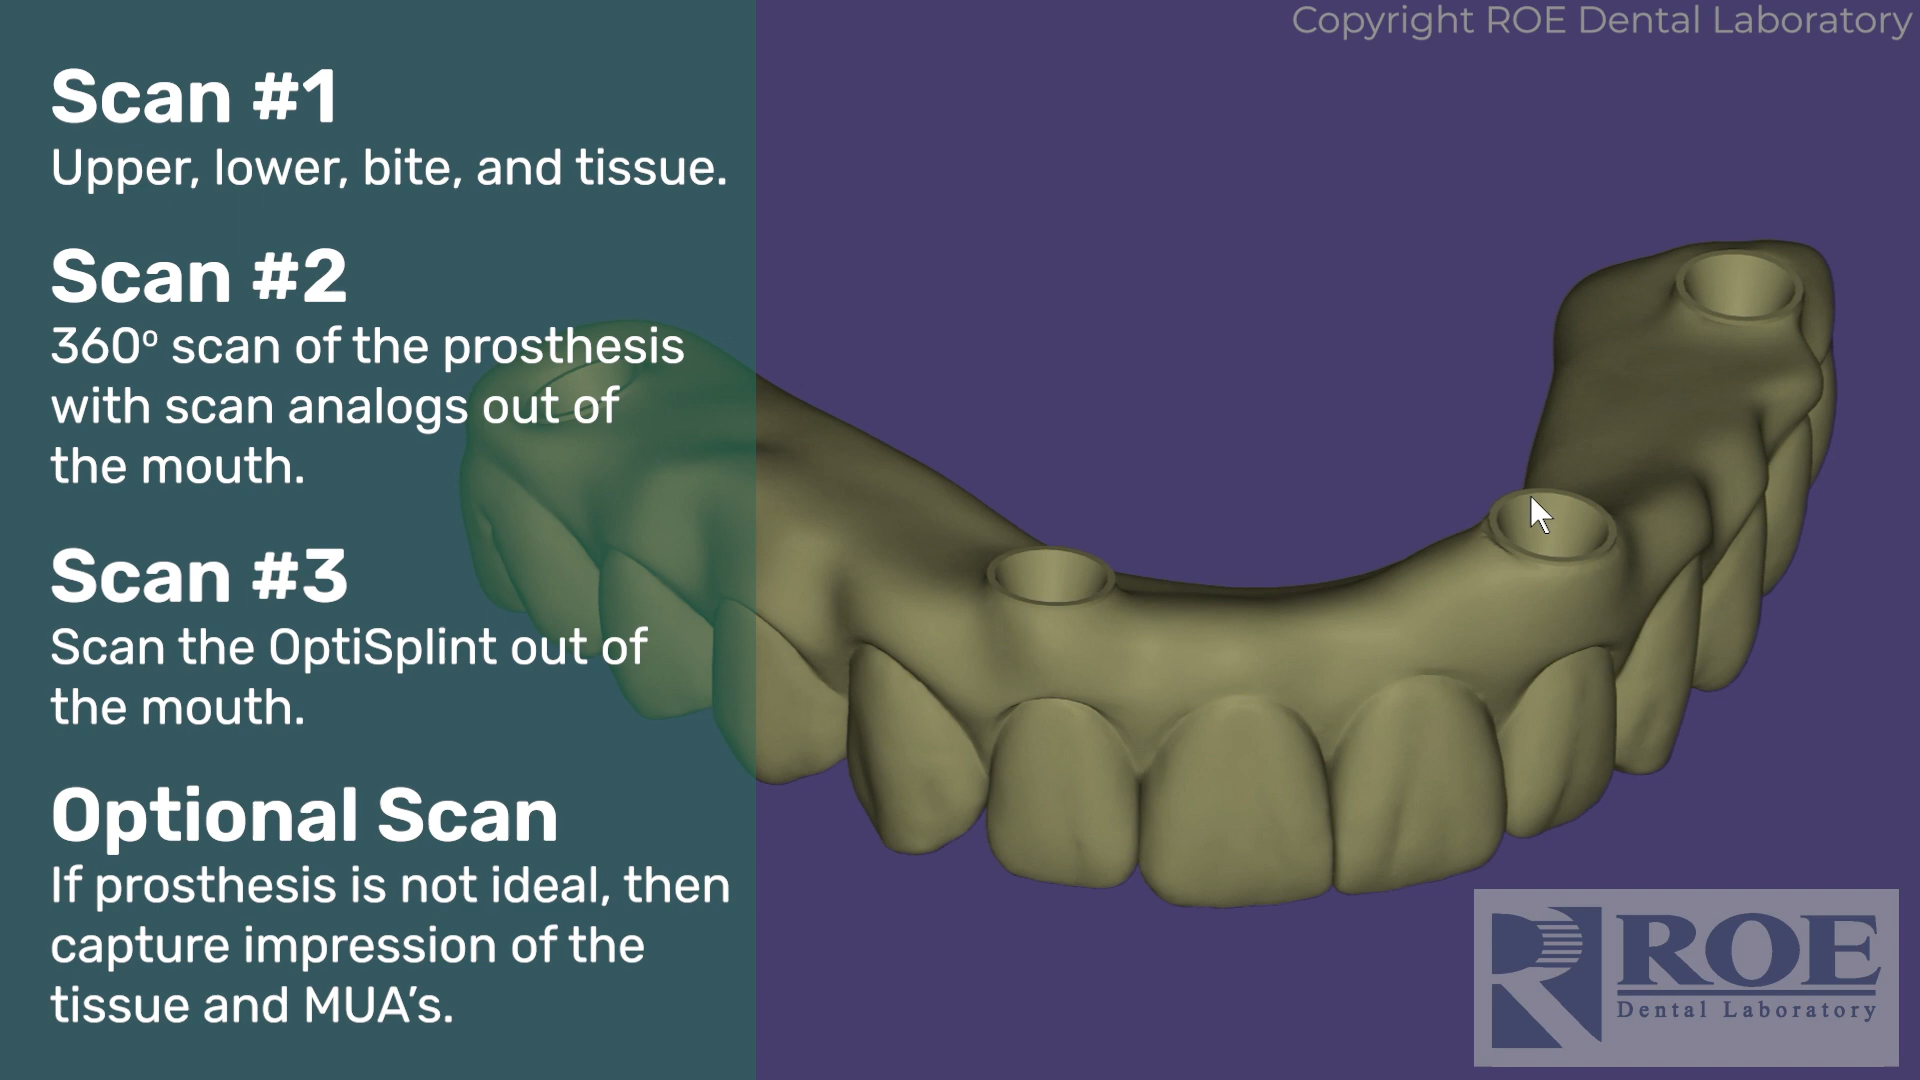 Copyright ROE Dental Laboratory
Scan #1
Upper, lower, bite, and tissue.
Scan #2
360º scan of the prosthesis
with scan analogs out of
the mouth.
Scan #3
Scan the OptiSplint out of
the mouth.
Optional Scan
If prosthesis is not ideal, then
capture impression of the
tissue and MUA’s.
ROE
Dental Laboratory